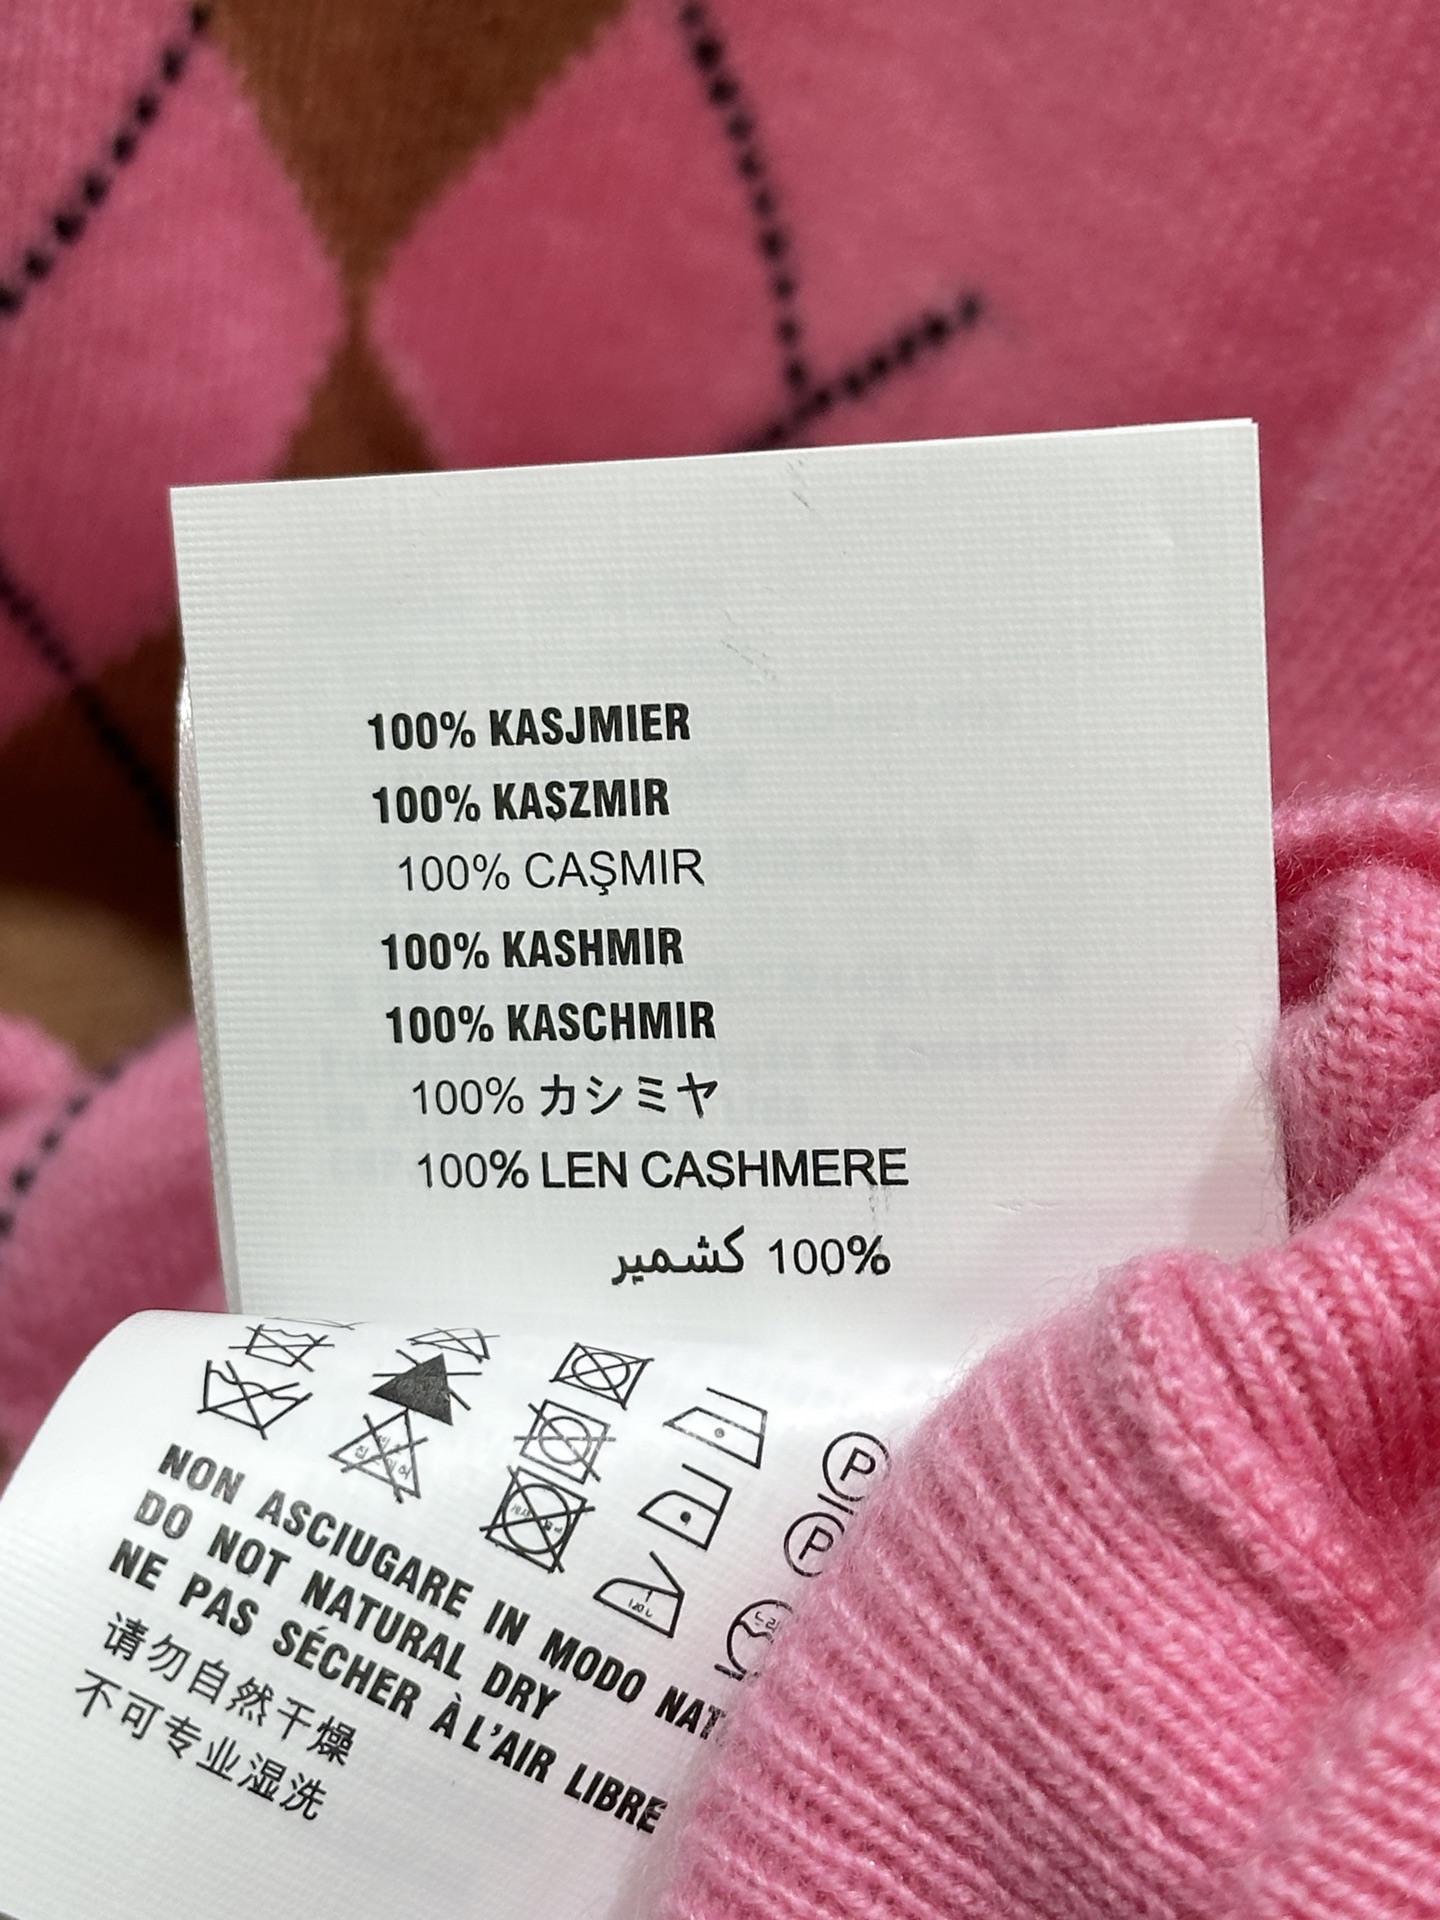 100% KASJMIER
100% KASZMIR
100% CAŞMIR
100% KASHMIR
100% KASCHMIR
100% カシミヤ
100% LEN CASHMERE
100% كشمير
P
P
NON ASCIUGARE IN MODO
DO NOT NATURAL DRY
NE PAS SÉCHER À L'AIR LIBRE
请勿自然干燥
不可专业湿洗